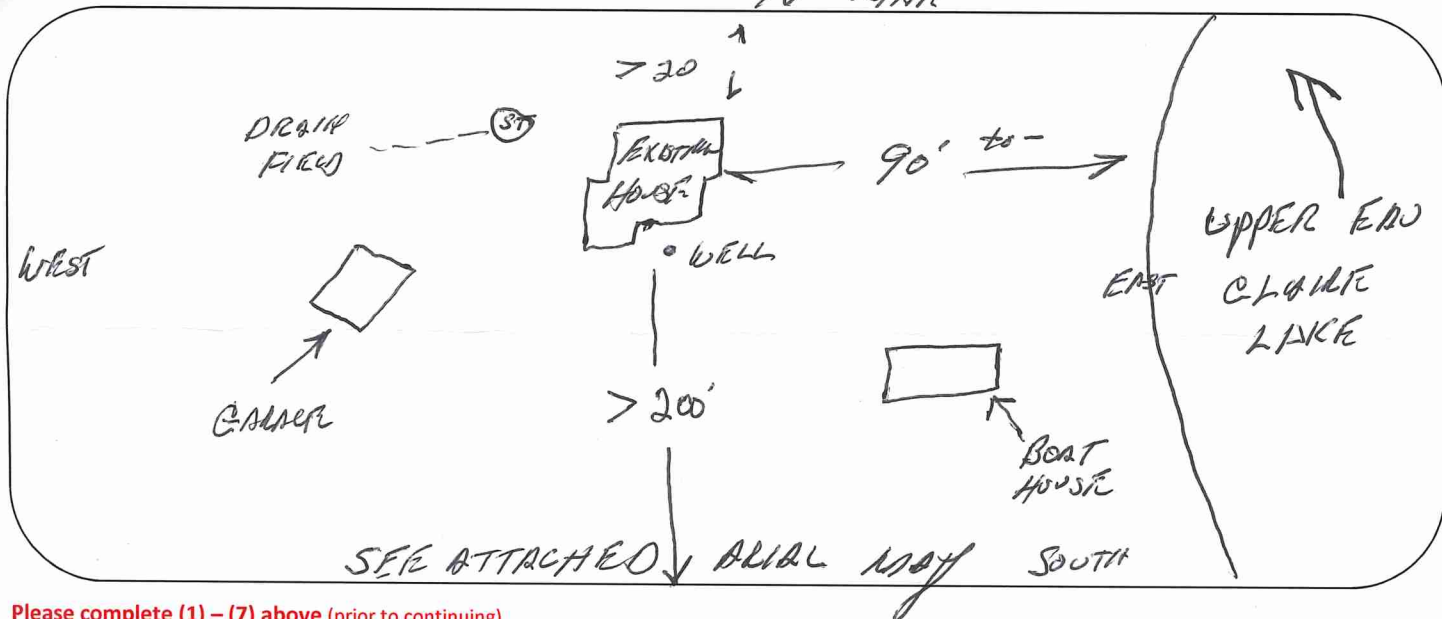 > 20
DRAIN
FIELD
ST
EXISTING
HOUSE
90' to -
UPPER EAU
CLAIRE
LAKE
WEST
WELL
EAST
GARAGE
> 200'
BOAT
HOUSE
SEE ATTACHED ARIAL MAP SOUTH
Please complete (1) – (7) above (prior to continuing)